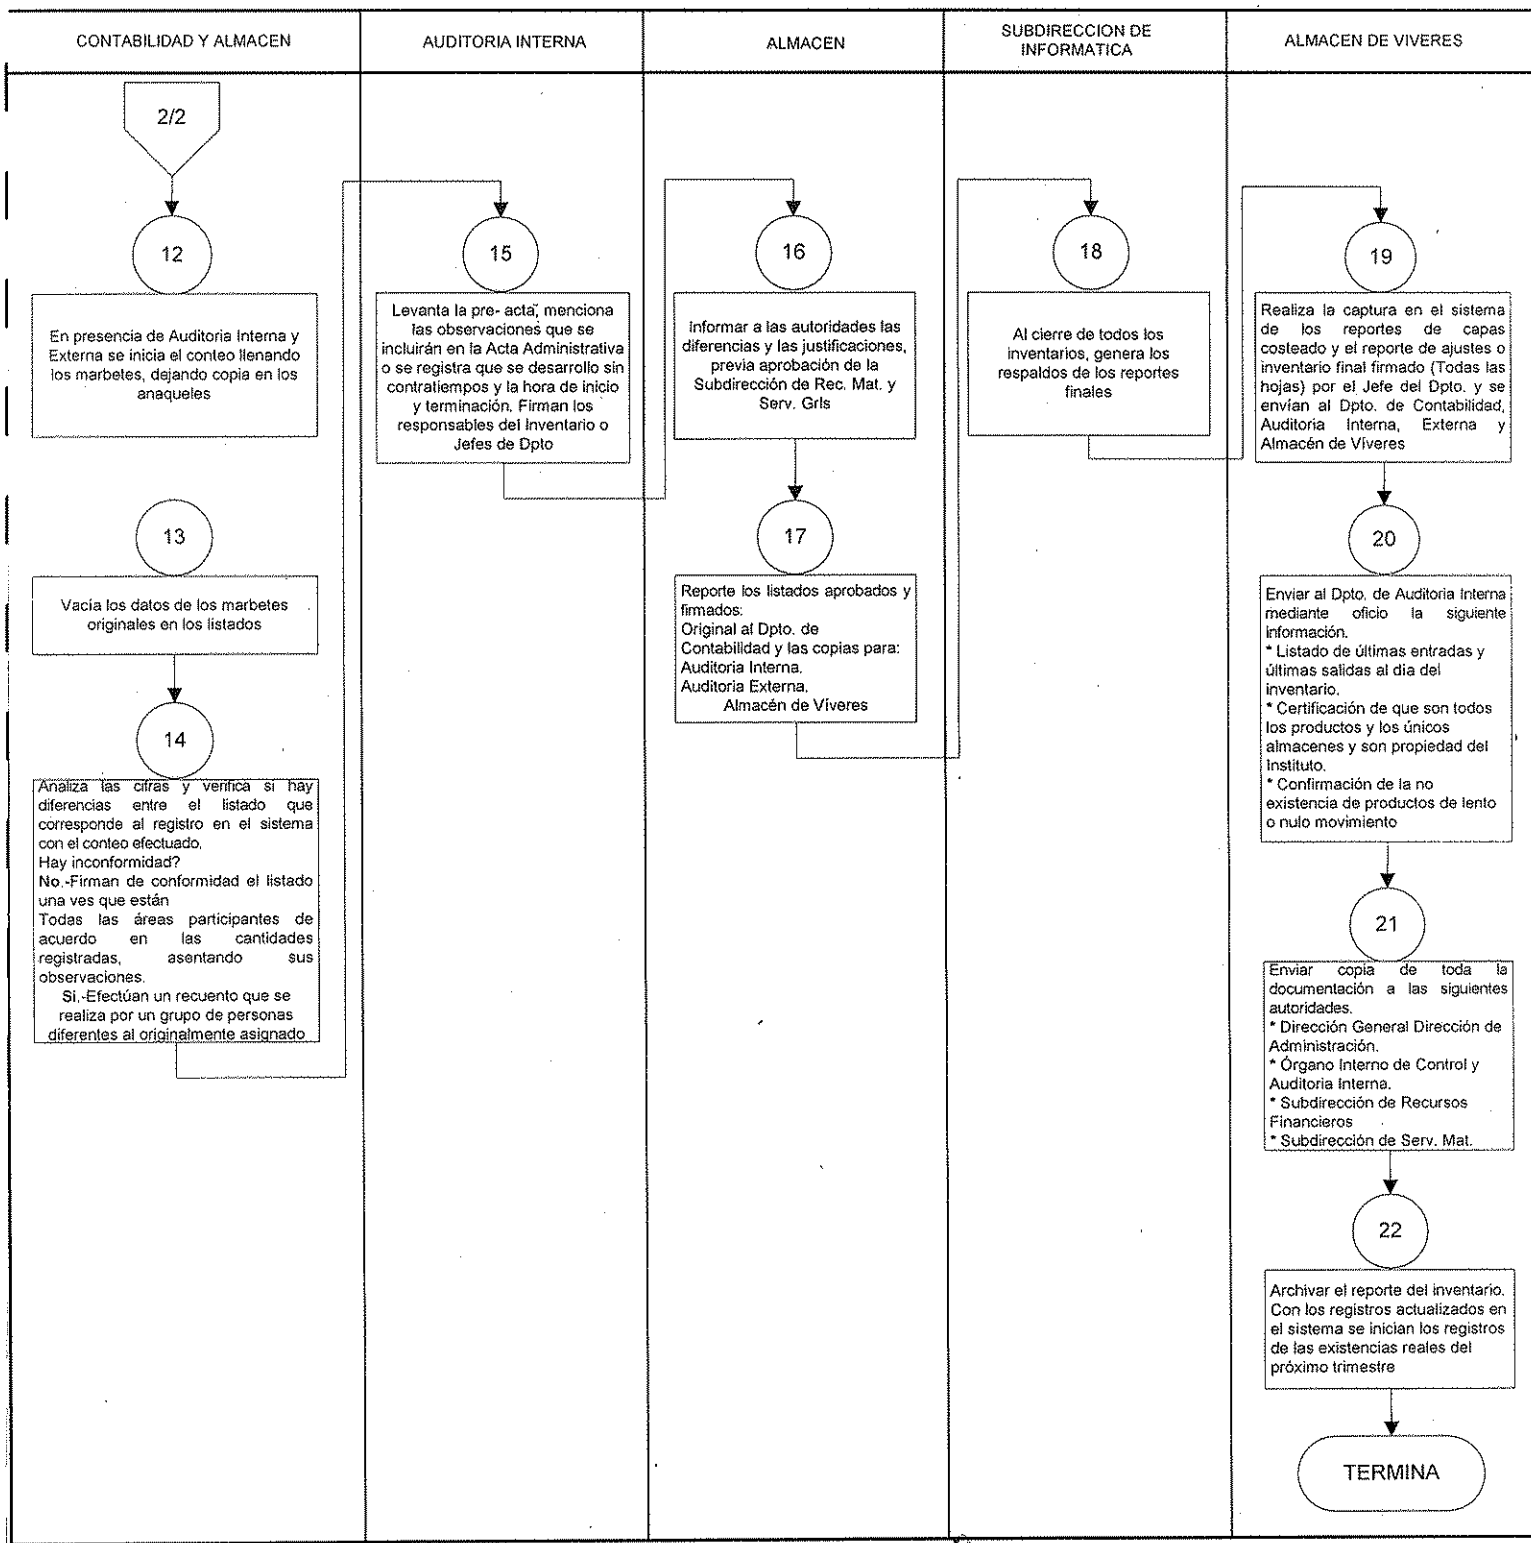 CONTABILIDAD Y ALMACEN
AUDITORIA INTERNA
ALMACEN
SUBDIRECCION DE
INFORMATICA
ALMACEN DE VIVERES
2/2
12
En presencia de Auditoria Interna y
Externa se inicia el conteo llenando
los marbetes, dejando copia en los
anaqueles
13
Vacía los datos de los marbetes
originales en los listados
14
Analiza las cifras y verifica si hay
diferencias entre el listado que
corresponde al registro en el sistema
con el conteo efectuado.
Hay inconformidad?
No.-Firman de conformidad el listado
una ves que están
Todas las áreas participantes de
acuerdo en las cantidades
registradas, asentando sus
observaciones.
Si.-Efectúan un recuento que se
realiza por un grupo de personas
diferentes al originalmente asignado
15
Levanta la pre- acta, menciona
las observaciones que se
incluirán en la Acta Administrativa
o se registra que se desarrollo sin
contratiempos y la hora de inicio
y terminación. Firman los
responsables del Inventario o
Jefes de Dpto
16
Informar a las autoridades las
diferencias y las justificaciones,
previa aprobación de la
Subdirección de Rec. Mat. y
Serv. Grls
17
Reporte los listados aprobados y
firmados:
Original al Dpto. de
Contabilidad y las copias para:
Auditoria Interna.
Auditoria Externa.
Almacén de Víveres
18
Al cierre de todos los
inventarios, genera los
respaldos de los reportes
finales
19
Realiza la captura en el sistema
de los reportes de capas
costeado y el reporte de ajustes o
inventario final firmado (Todas las
hojas) por el Jefe del Dpto. y se
envían al Dpto. de Contabilidad,
Auditoria Interna, Externa y
Almacén de Víveres
20
Enviar al Dpto. de Auditoria Interna
mediante oficio la siguiente
información.
* Listado de últimas entradas y
últimas salidas al dia del
inventario.
* Certificación de que son todos
los productos y los únicos
almacenes y son propiedad del
Instituto.
* Confirmación de la no
existencia de productos de lento
o nulo movimiento
21
Enviar copia de toda la
documentación a las siguientes
autoridades.
* Dirección General Dirección de
Administración.
* Órgano Interno de Control y
Auditoria Interna.
* Subdirección de Recursos
Financieros
* Subdirección de Serv. Mat.
22
Archivar el reporte del inventario.
Con los registros actualizados en
el sistema se inician los registros
de las existencias reales del
próximo trimestre
TERMINA